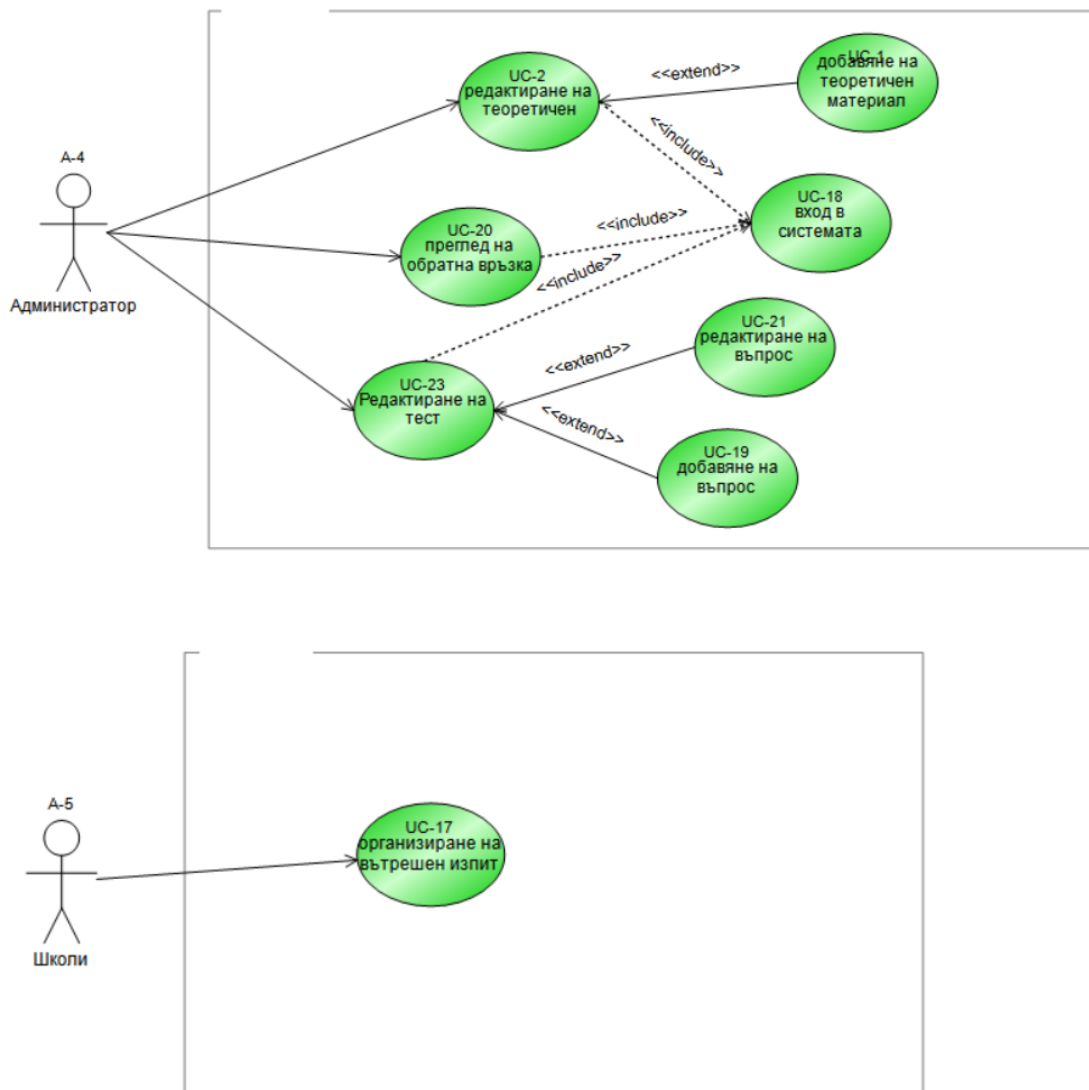 UC-2
редактиране на
теоретичен
<<extend>>
UC-1
добавяне на
теоретичен
материал
<<include>>
A-4
Администратор
UC-20
преглед на
обратна връзка
<<include>>
UC-18
вход в
системата
<<include>>
UC-21
редактиране на
въпрос
<<extend>>
UC-23
Редактиране на
тест
<<extend>>
UC-19
добавяне на
въпрос
A-5
Школи
UC-17
организиране на
вътрешен изпит